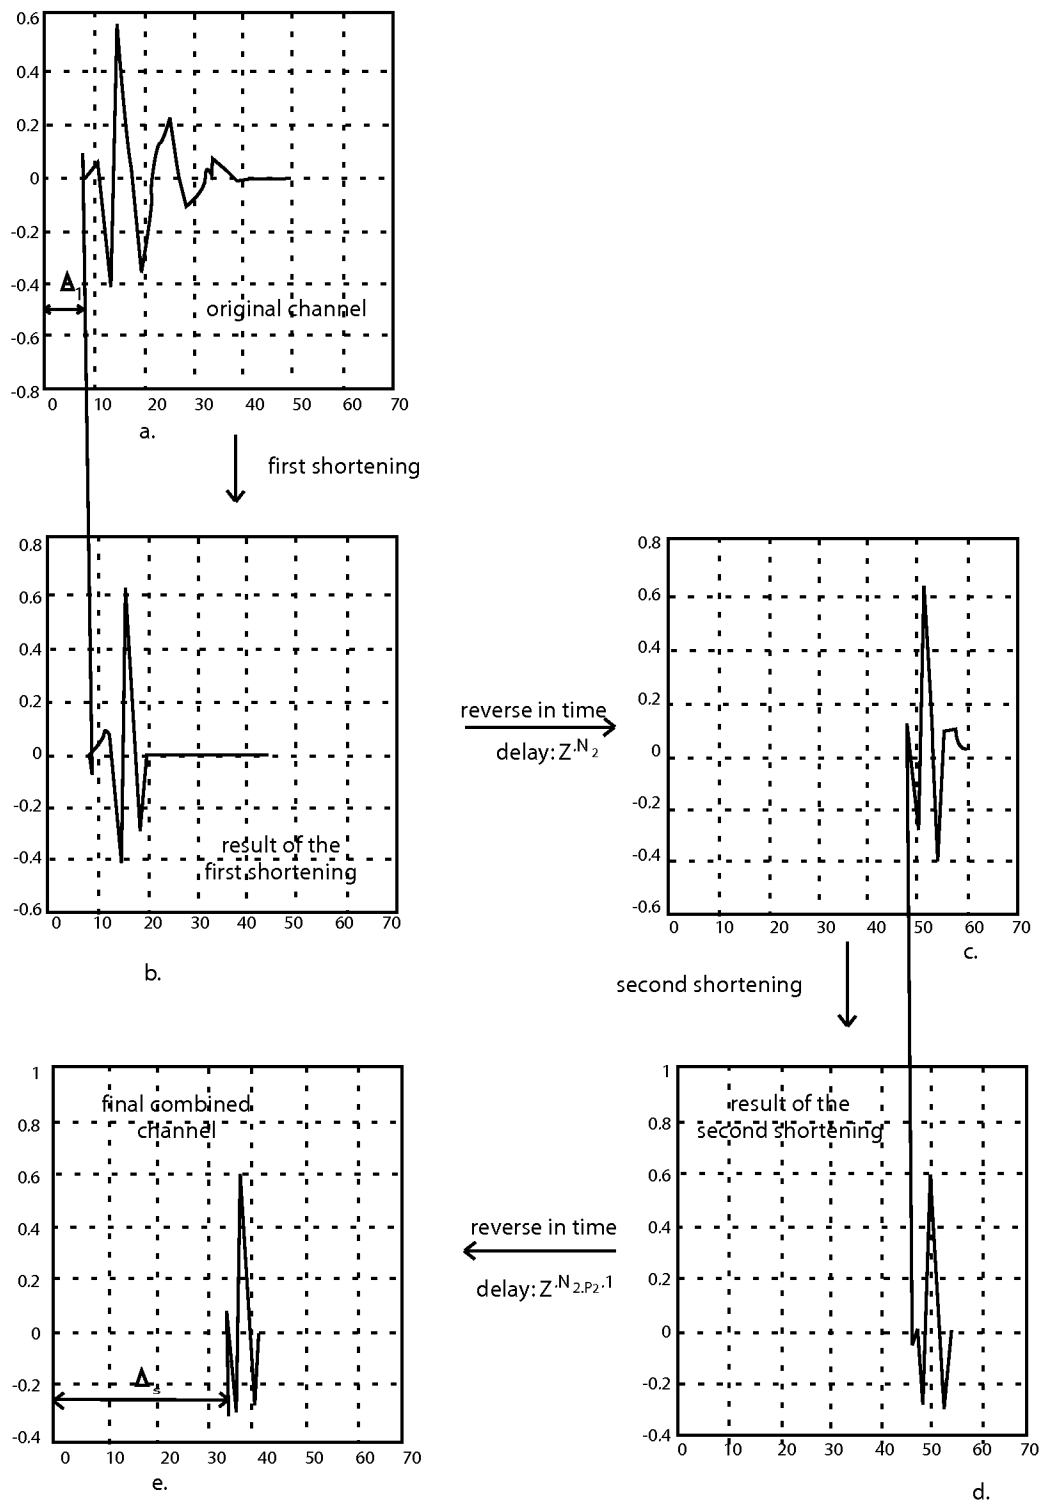 0.6
0.4
0.2
0
-0.2
-0.4
-0.6
-0.8
Δ1
original channel
0 10 20 30 40 50 60 70
a.
first shortening
0.8
0.6
0.4
0.2
0
-0.2
-0.4
-0.6
result of the
first shortening
0 10 20 30 40 50 60 70
b.
reverse in time
delay: Z.N2
0.8
0.6
0.4
0.2
0
-0.2
-0.4
-0.6
0 10 20 30 40 50 60 70
c.
second shortening
1
0.8
0.6
0.4
0.2
0
-0.2
-0.4
final combined
channel
Δs
0 10 20 30 40 30 60 70
e.
reverse in time
delay: Z.N2.P2.1
1
0.8
0.6
0.4
0.2
0
-0.2
-0.4
result of the
second shortening
0 10 20 30 40 50 60 70
d.